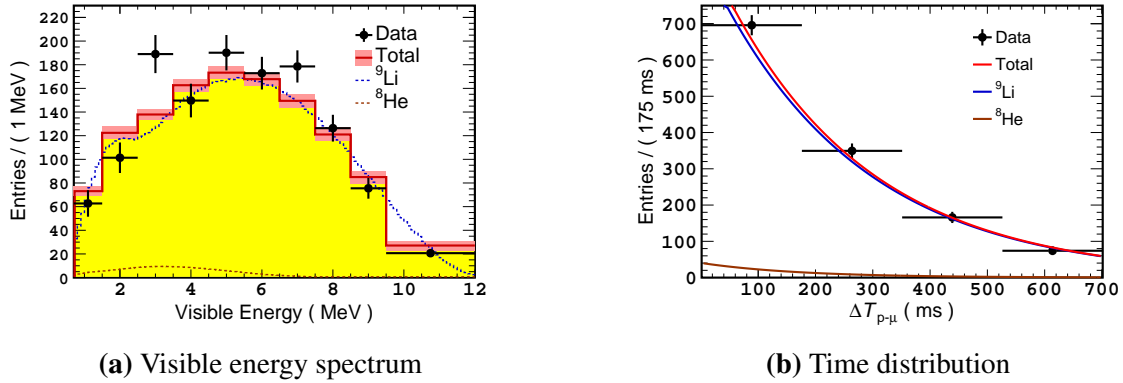 Entries / ( 1 MeV )
220
200
180
160
140
120
100
80
60
40
20
0
Data
Total
⁹Li
⁸He
2 4 6 8 10 12
Visible Energy ( MeV )
(a) Visible energy spectrum
Entries / (175 ms )
700
600
500
400
300
200
100
0
Data
Total
⁹Li
⁸He
100 200 300 400 500 600 700
ΔT p-μ ( ms )
(b) Time distribution